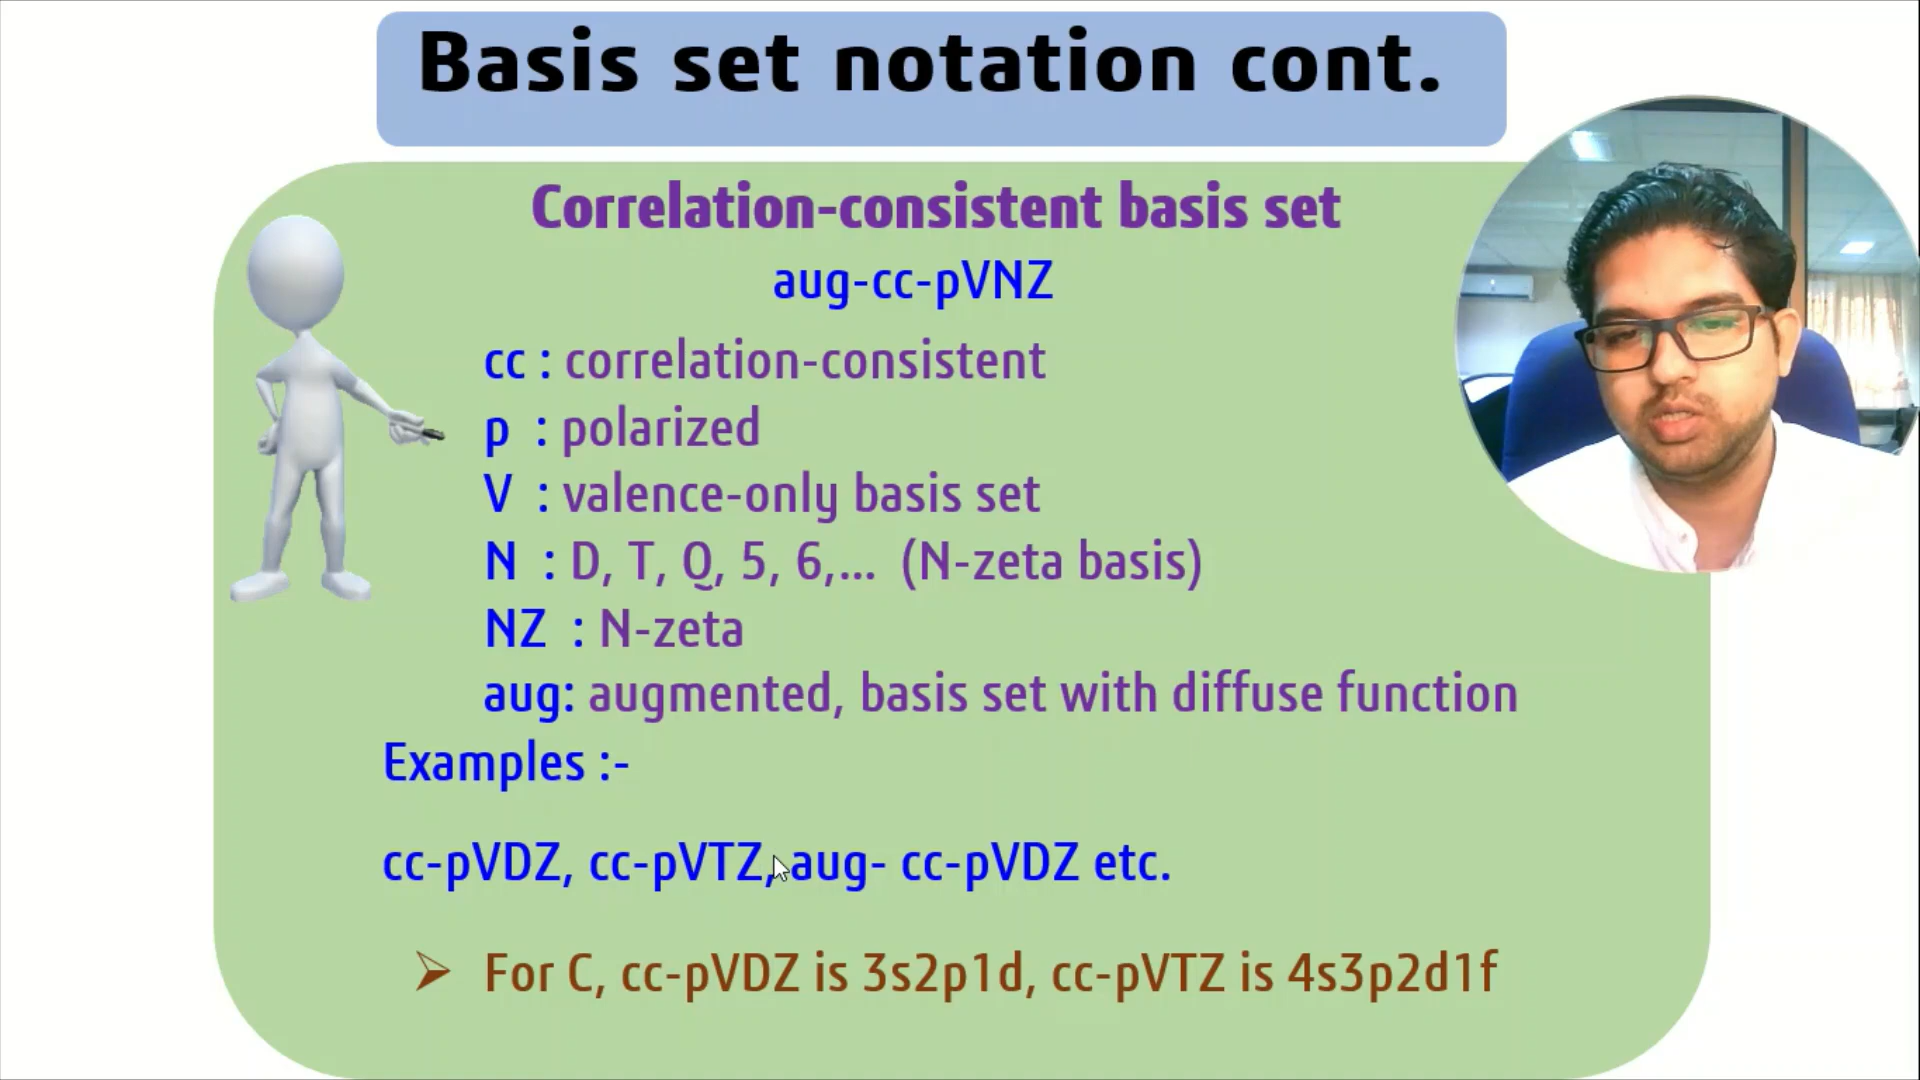 Basis set notation cont.
Correlation-consistent basis set
aug-cc-pVNZ
cc : correlation-consistent
p : polarized
V : valence-only basis set
N : D, T, Q, 5, 6,... (N-zeta basis)
NZ : N-zeta
aug: augmented, basis set with diffuse function
Examples :-
cc-pVDZ, cc-pVTZ, aug- cc-pVDZ etc.
For C, cc-pVDZ is 3s2p1d, cc-pVTZ is 4s3p2d1f